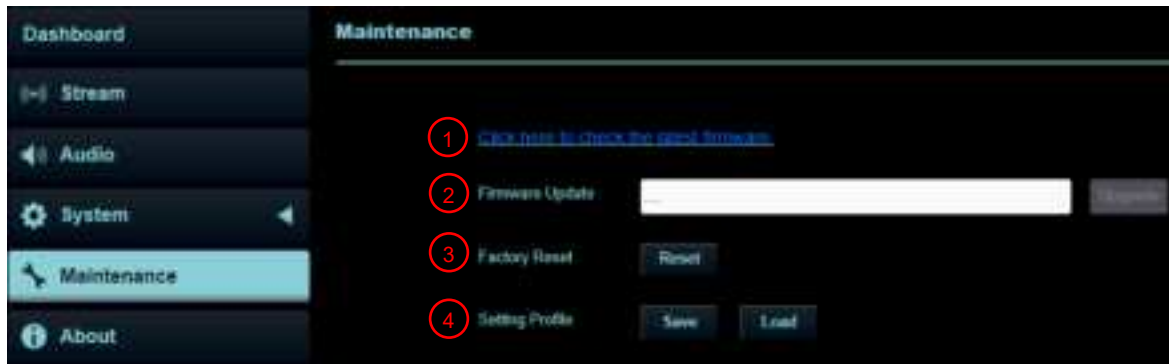 Dashboard
Maintenance
Stream
Audio
System
Maintenance
About
1 Click here to check the latest firmware.
2 Firmware Update ...
Upgrade
3 Factory Reset Reset
4 Setting Profile Save Load